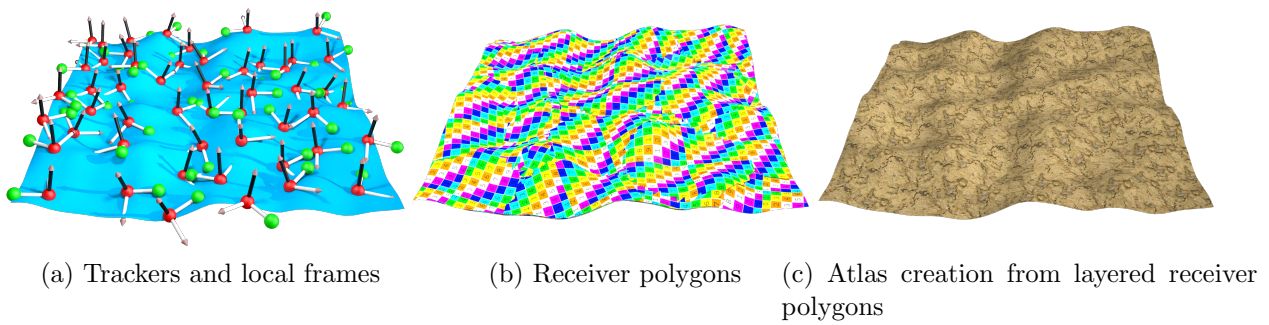 (a) Trackers and local frames
(b) Receiver polygons
(c) Atlas creation from layered receiver
polygons